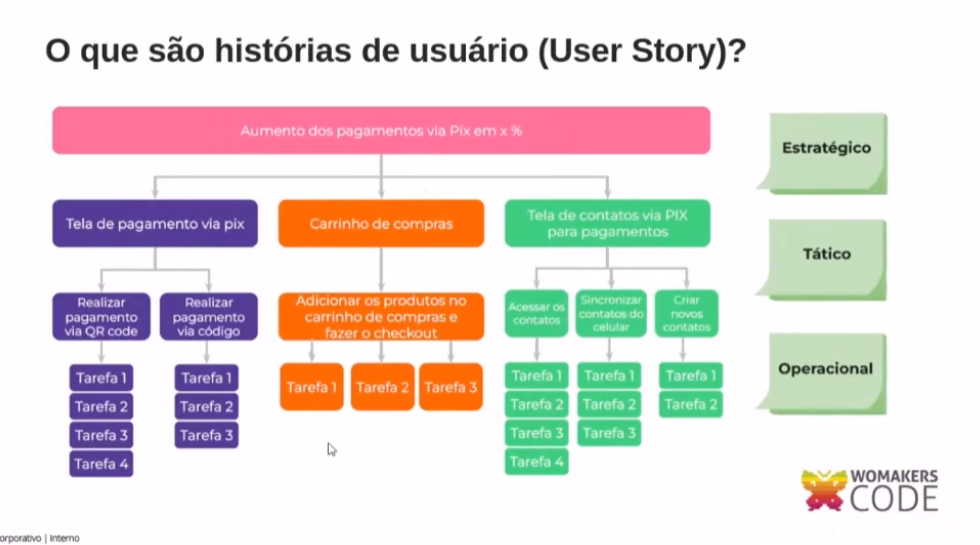 O que são histórias de usuário (User Story)?
Aumento dos pagamentos via Pix em x %
Estratégico
Tela de pagamento via pix
Carrinho de compras
Tela de contatos via PIX
para pagamentos
Tático
Realizar
pagamento
via QR code
Realizar
pagamento
via código
Adicionar os produtos no
carrinho de compras e
fazer o checkout
Acessar os
contatos
Sincronizar
contatos do
celular
Criar
novos
contatos
Operacional
Tarefa 1
Tarefa 2
Tarefa 3
Tarefa 4
Tarefa 1
Tarefa 2
Tarefa 3
Tarefa 1
Tarefa 2
Tarefa 3
Tarefa 1
Tarefa 2
Tarefa 3
Tarefa 4
Tarefa 1
Tarefa 2
Tarefa 3
Tarefa 1
Tarefa 2
WOMAKERS
CODE
orporativo | Interno